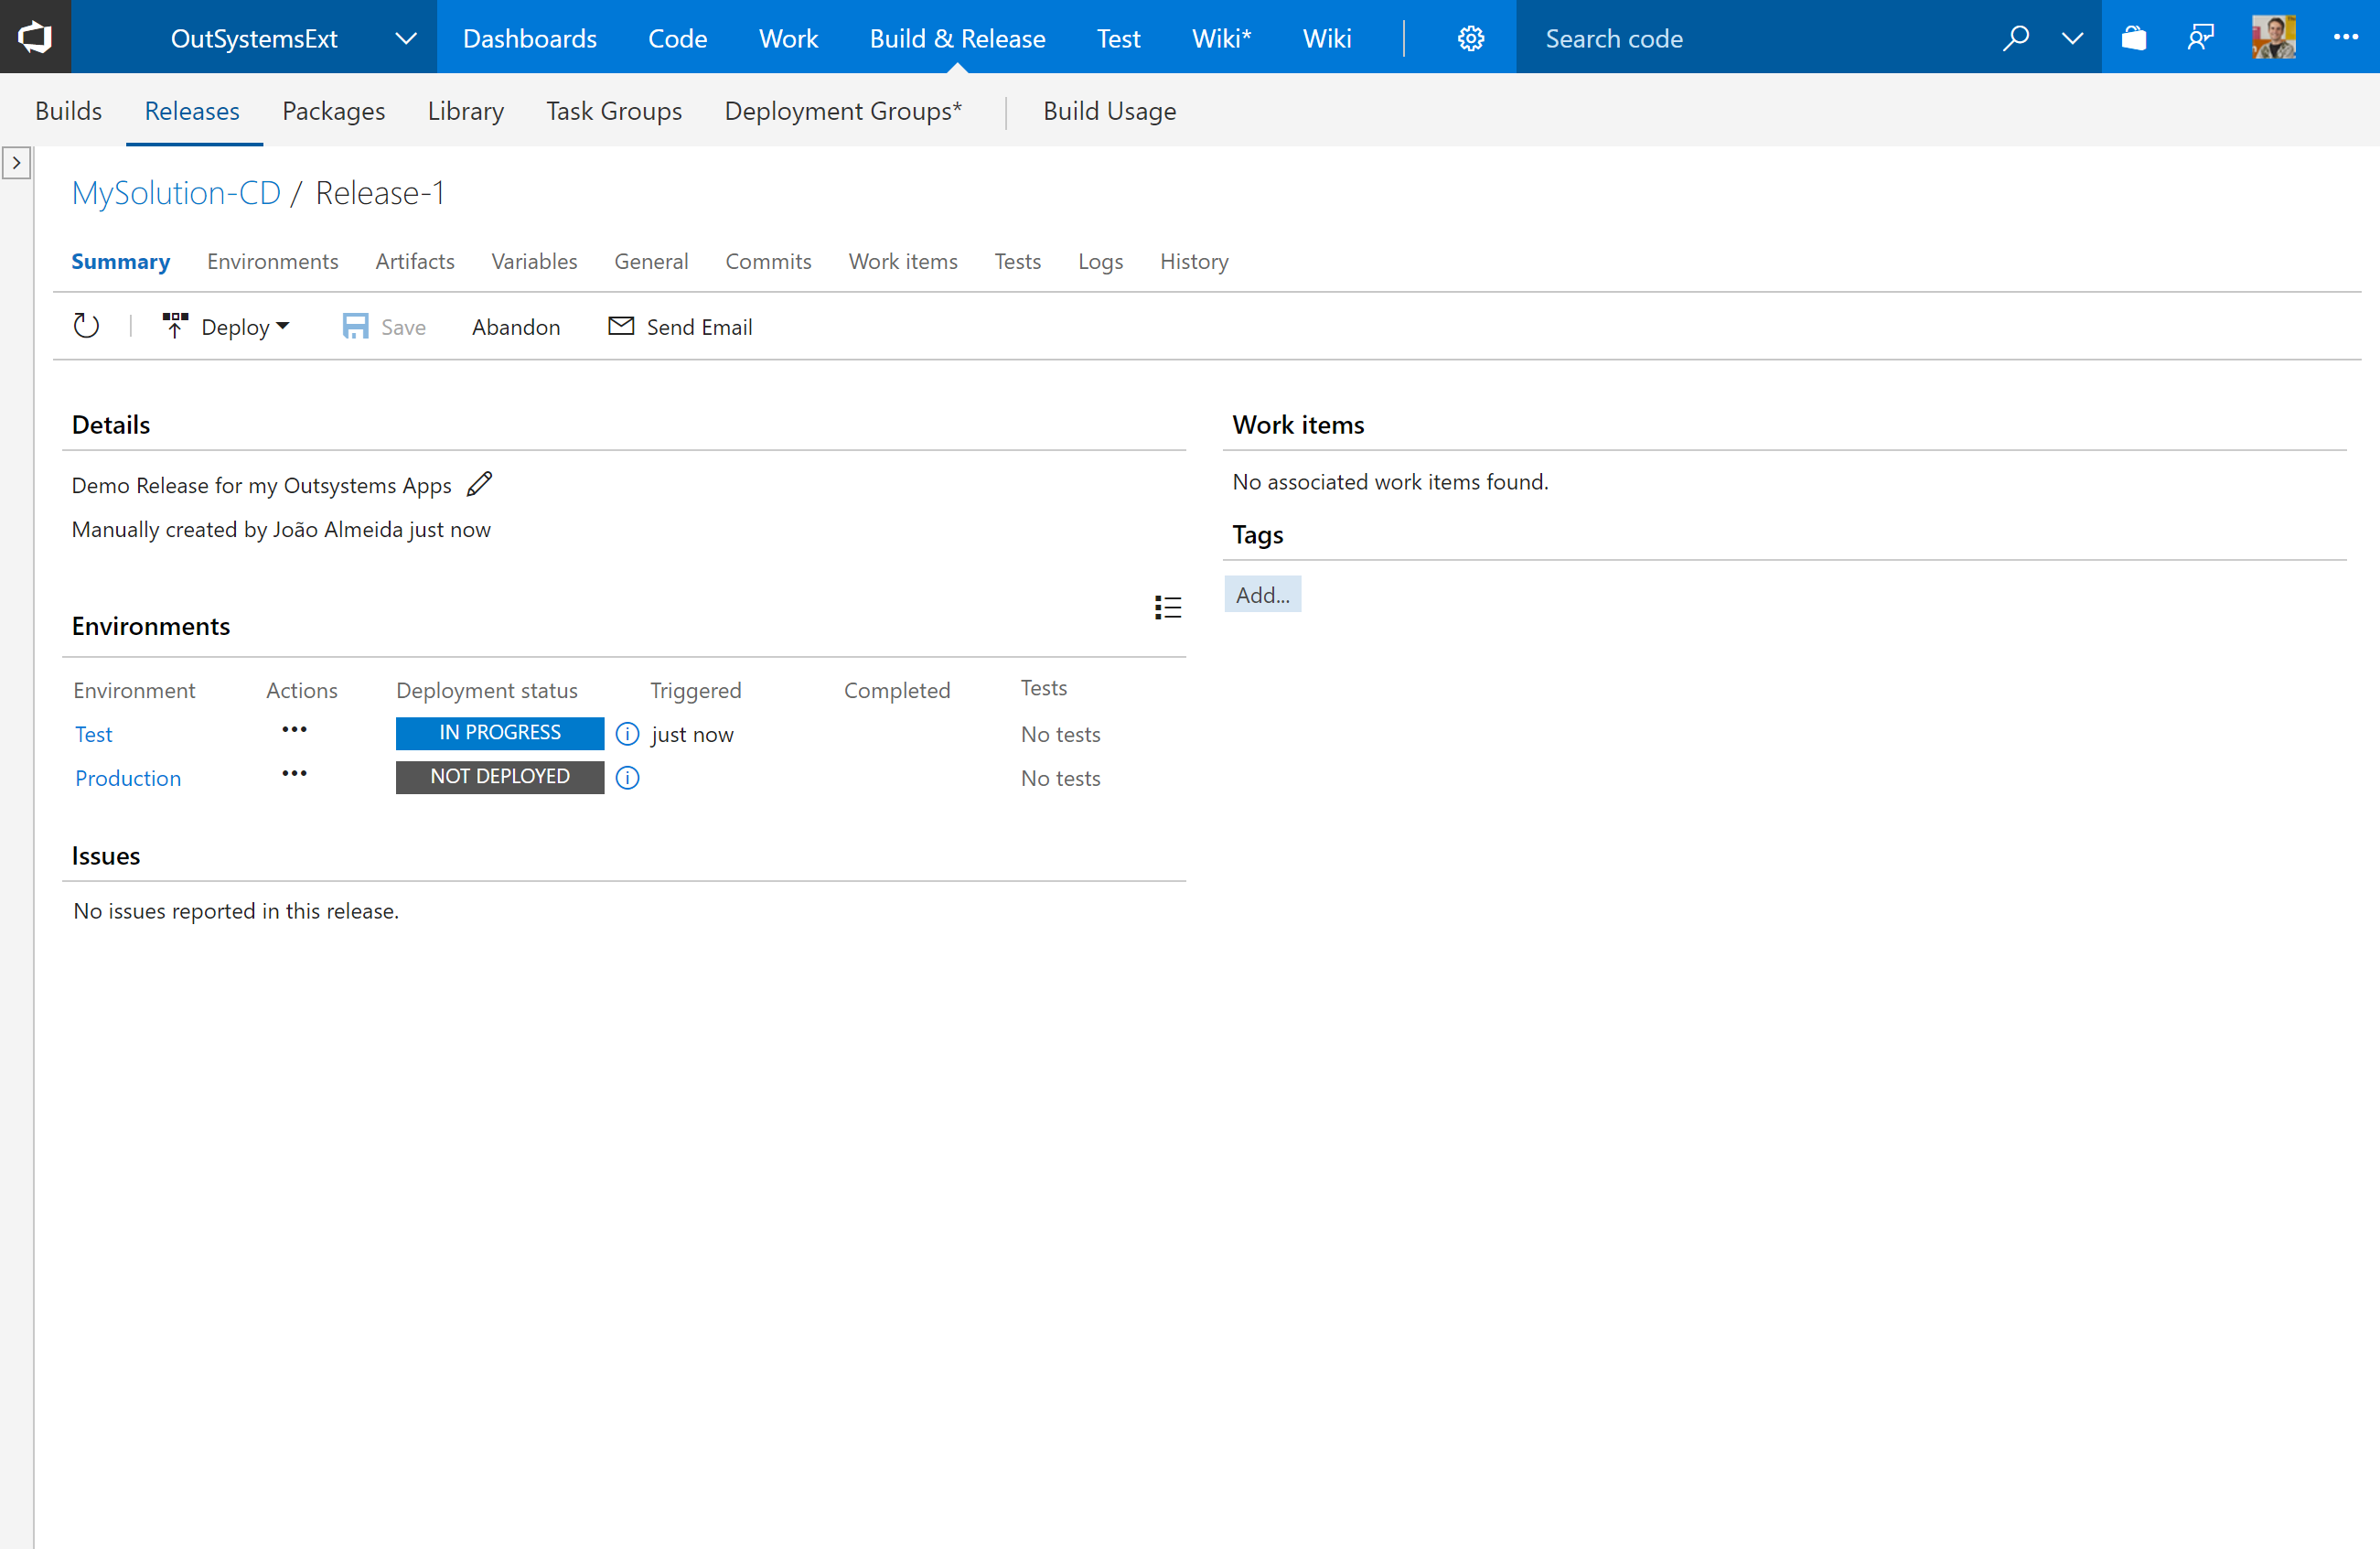 OutSystemsExt Dashboards Code Work Build & Release Test Wiki* Wiki Search code
Builds Releases Packages Library Task Groups Deployment Groups* Build Usage
MySolution-CD / Release-1
Summary Environments Artifacts Variables General Commits Work items Tests Logs History
Deploy Save Abandon Send Email
Details
Demo Release for my Outsystems Apps
Manually created by João Almeida just now
Environments
Environment Actions Deployment status Triggered Completed Tests
Test ••• IN PROGRESS just now No tests
Production ••• NOT DEPLOYED No tests
Issues
No issues reported in this release.
Work items
No associated work items found.
Tags
Add...